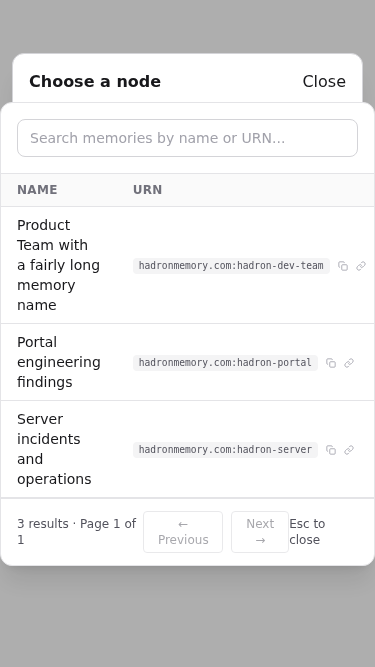 Choose a node
Close
Search memories by name or URN...
NAME
URN
Product
Team with
a fairly long
memory
name
hadronmemory.com:hadron-dev-team
Portal
engineering
findings
hadronmemory.com:hadron-portal
Server
incidents
and
operations
hadronmemory.com:hadron-server
3 results · Page 1 of
1
←
Previous
Next
→
Esc to
close